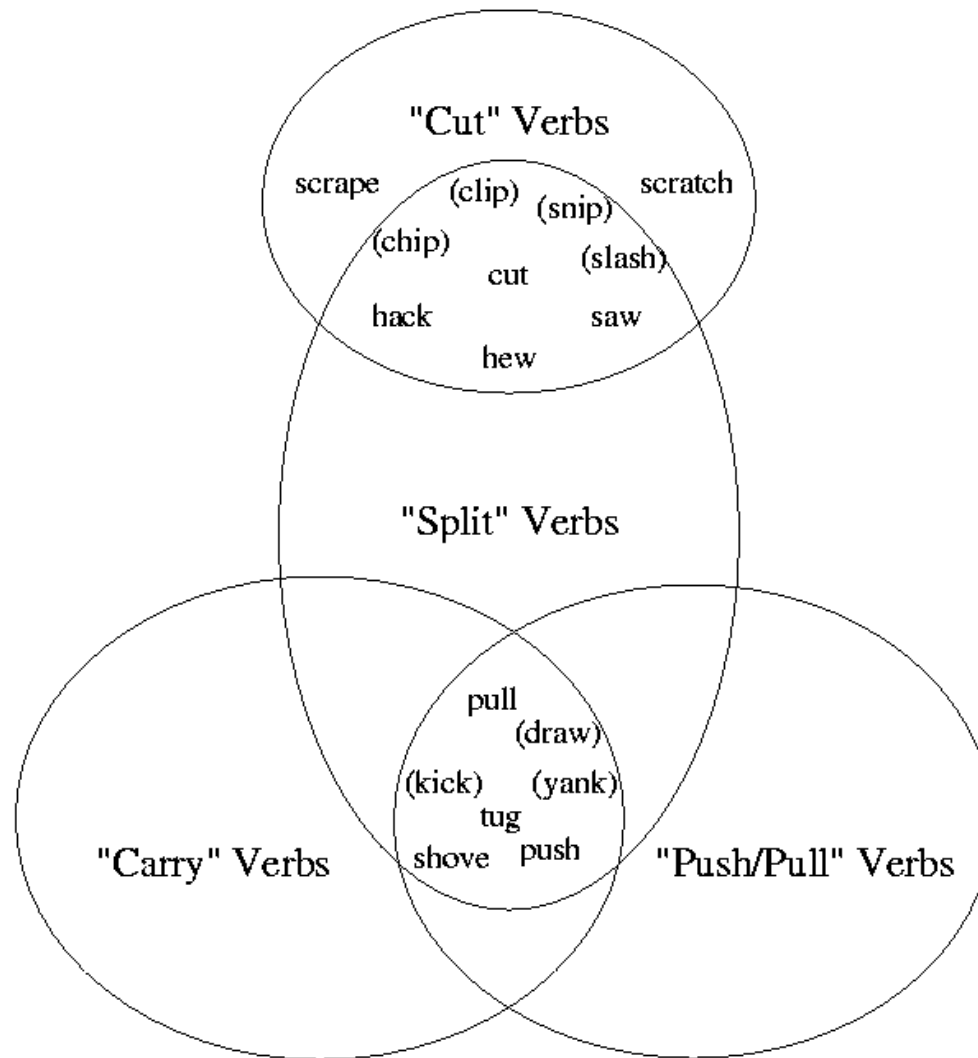 "Cut" Verbs
scrape
(clip)
(snip)
scratch
(chip)
(slash)
cut
hack
saw
hew
"Split" Verbs
pull
(draw)
(kick)
(yank)
tug
shove
push
"Carry" Verbs
"Push/Pull" Verbs